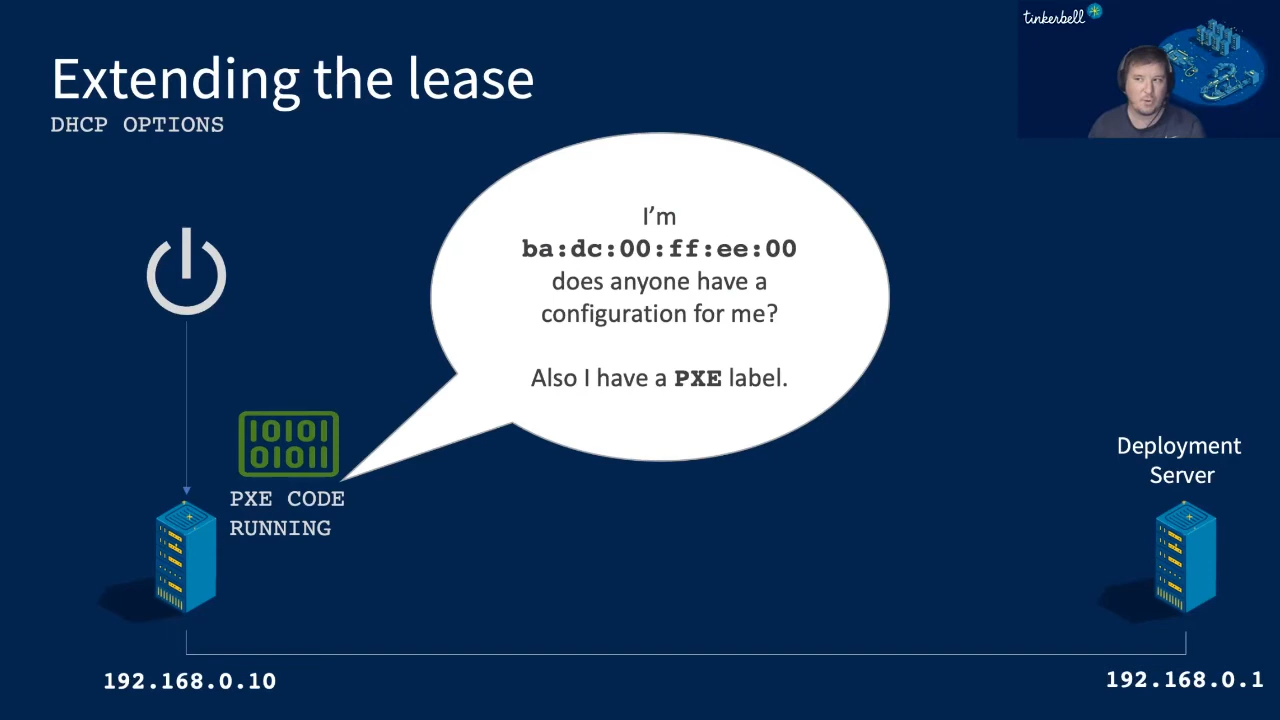 tinkerbell
Extending the lease
DHCP OPTIONS
I’m
ba:dc:00:ff:ee:00
does anyone have a
configuration for me?
Also I have a PXE label.
10101
01011
PXE CODE
RUNNING
Deployment
Server
192.168.0.10
192.168.0.1